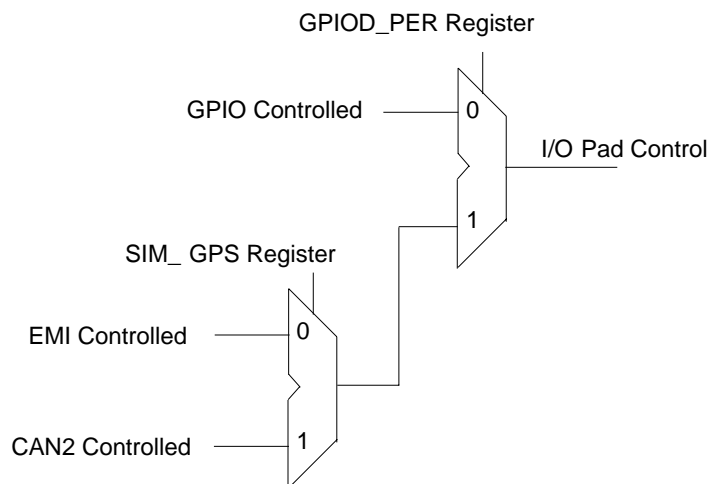 GPIOD_PER Register
GPIO Controlled
0
I/O Pad Control
1
SIM_ GPS Register
EMI Controlled
0
CAN2 Controlled
1